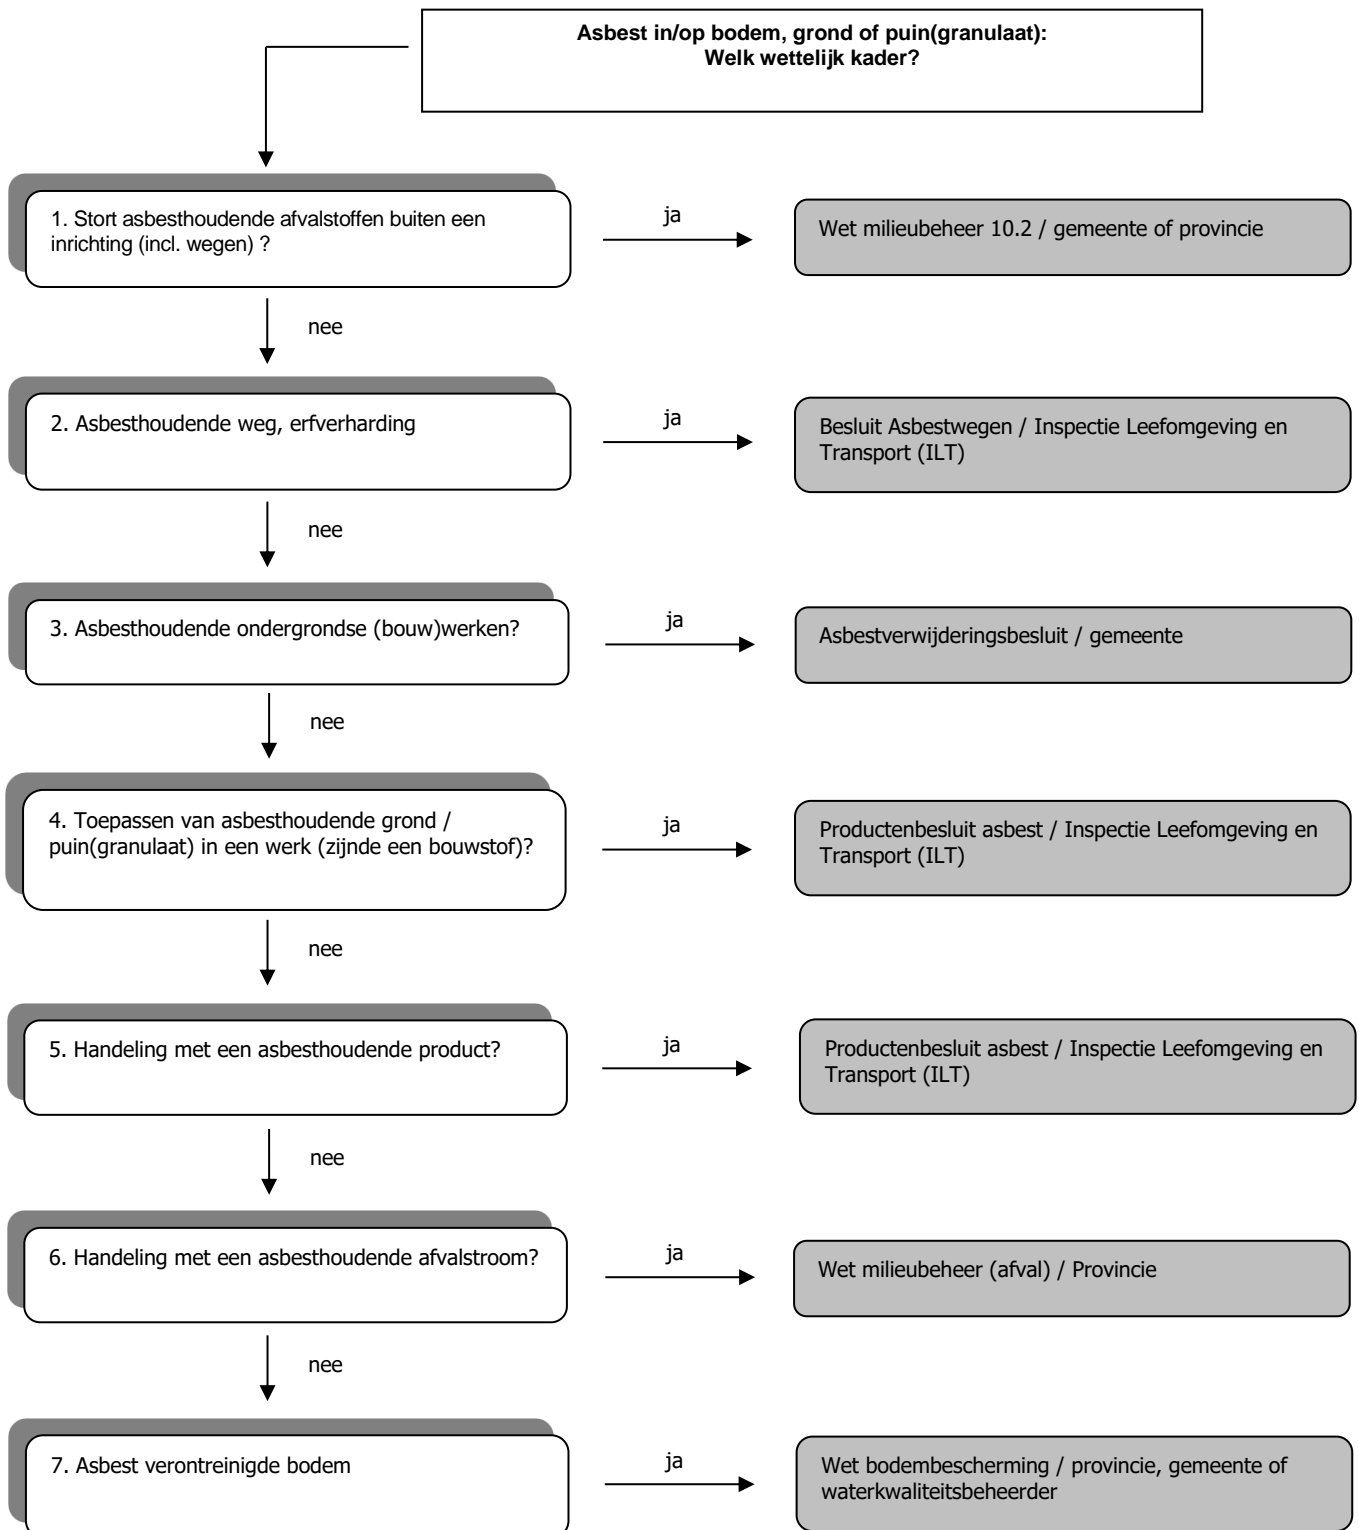 Asbest in/op bodem, grond of puin(granulaat):
Welk wettelijk kader?
1. Stort asbesthoudende afvalstoffen buiten een
inrichting (incl. wegen) ?
ja
Wet milieubeheer 10.2 / gemeente of provincie
nee
2. Asbesthoudende weg, erfverharding
ja
Besluit Asbestwegen / Inspectie Leefomgeving en
Transport (ILT)
nee
3. Asbesthoudende ondergrondse (bouw)werken?
ja
Asbestverwijderingsbesluit / gemeente
nee
4. Toepassen van asbesthoudende grond /
puin(granulaat) in een werk (zijnde een bouwstof)?
ja
Productenbesluit asbest / Inspectie Leefomgeving en
Transport (ILT)
nee
5. Handeling met een asbesthoudende product?
ja
Productenbesluit asbest / Inspectie Leefomgeving en
Transport (ILT)
nee
6. Handeling met een asbesthoudende afvalstroom?
ja
Wet milieubeheer (afval) / Provincie
nee
7. Asbest verontreinigde bodem
ja
Wet bodembescherming / provincie, gemeente of
waterkwaliteitsbeheerder